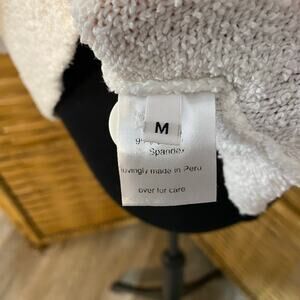 M
Spandex
lovingly made in Peru
over for care